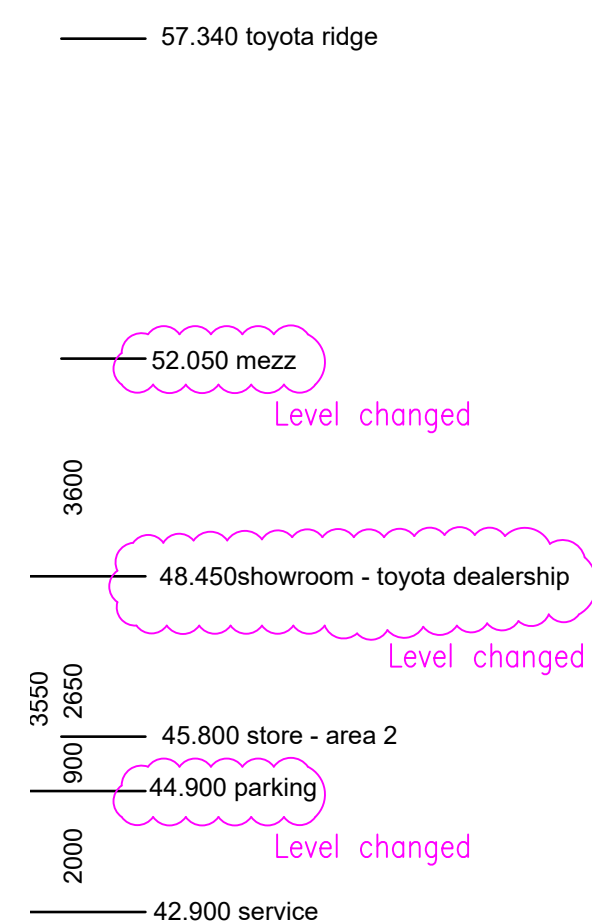 57.340 toyota ridge
52.050 mezz
Level changed
3600
48.450showroom - toyota dealership
Level changed
3550
2650
45.800 store - area 2
900
44.900 parking
Level changed
2000
42.900 service